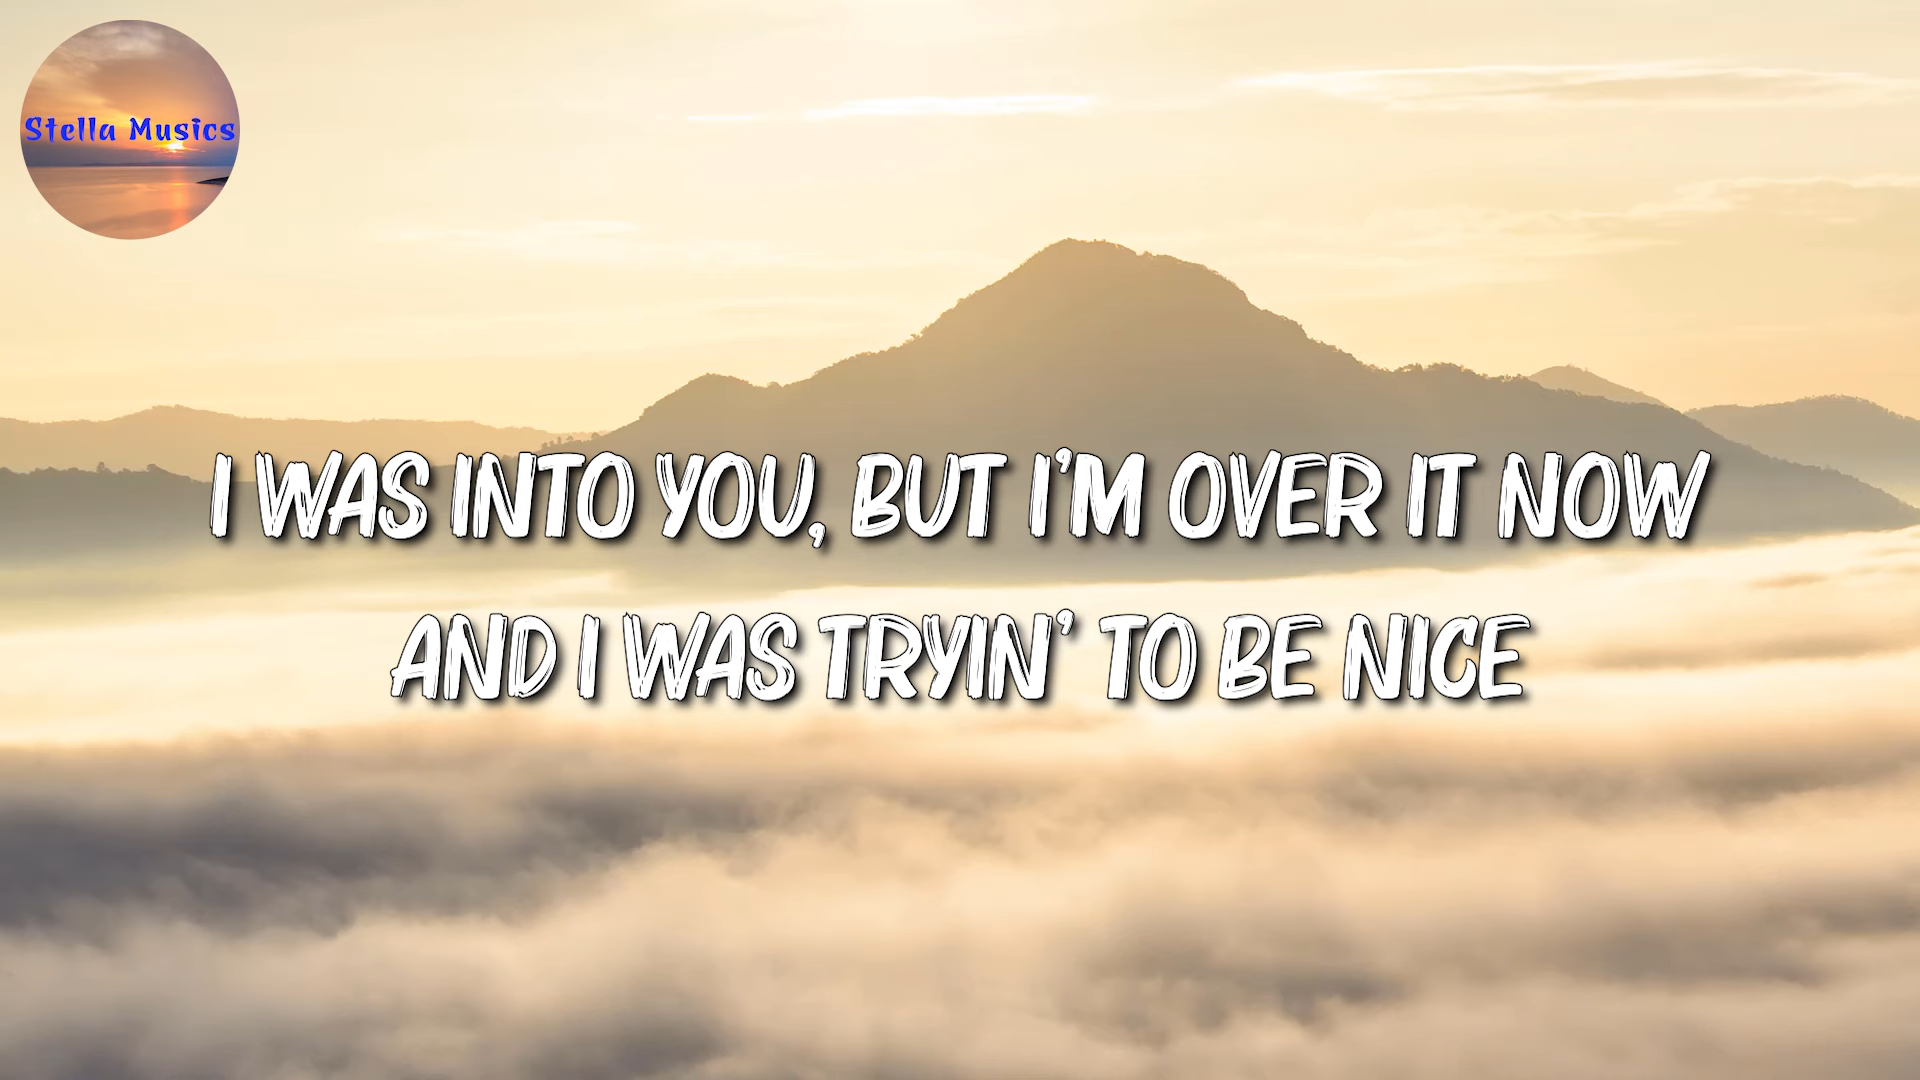 Stella Musics
I WAS INTO YOU, BUT I'M OVER IT NOW
AND I WAS TRYIN' TO BE NICE